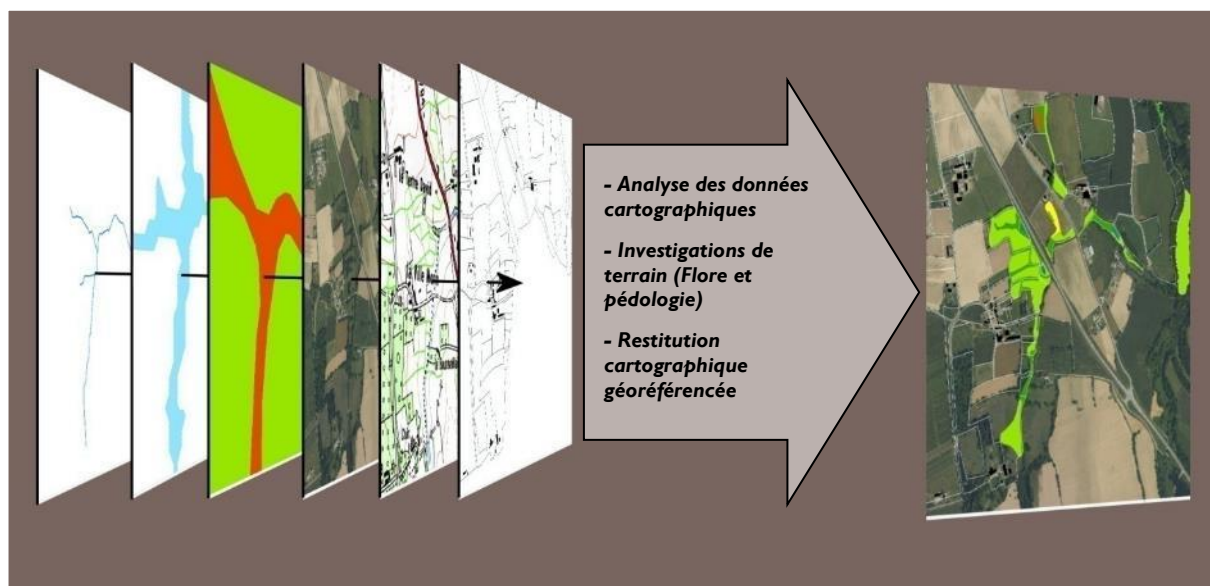 - Analyse des données
cartographiques
- Investigations de
terrain (Flore et
pédologie)
- Restitution
cartographique
géoréférencée